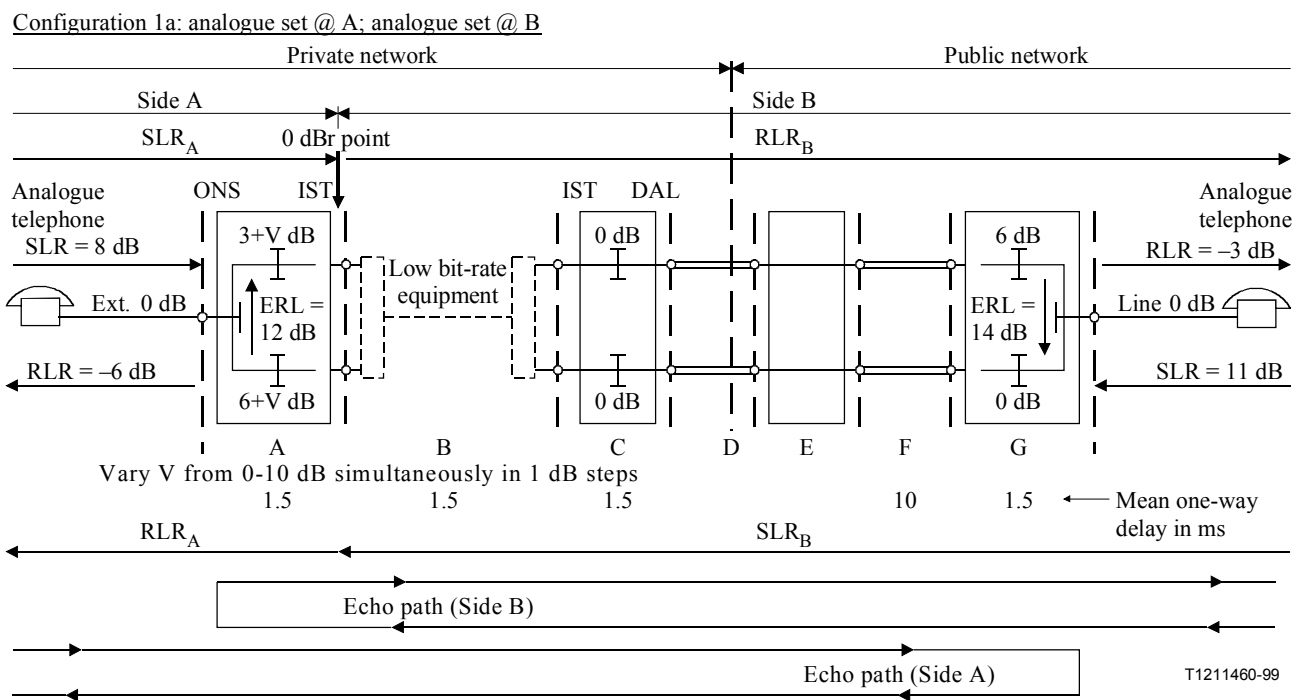 Configuration 1a: analogue set @ A; analogue set @ B
Private network Public network
Side A Side B
SLRA 0 dBr point RLRB
Analogue telephone ONS IST IST DAL Analogue telephone
SLR = 8 dB 3+V dB 0 dB 6 dB RLR = –3 dB
Low bit-rate equipment
Ext. 0 dB ERL = 12 dB ERL = 14 dB Line 0 dB
RLR = –6 dB 6+V dB 0 dB 0 dB SLR = 11 dB
A B C D E F G
Vary V from 0-10 dB simultaneously in 1 dB steps
1.5 1.5 1.5 10 1.5 Mean one-way delay in ms
RLRA SLRB
Echo path (Side B)
Echo path (Side A)
T1211460-99